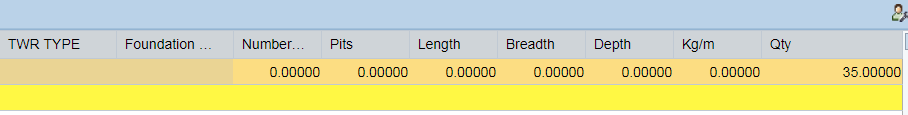 TWR TYPE Foundation ... Number... Pits Length Breadth Depth Kg/m Qty
0.00000 0.00000 0.00000 0.00000 0.00000 0.00000 35.00000